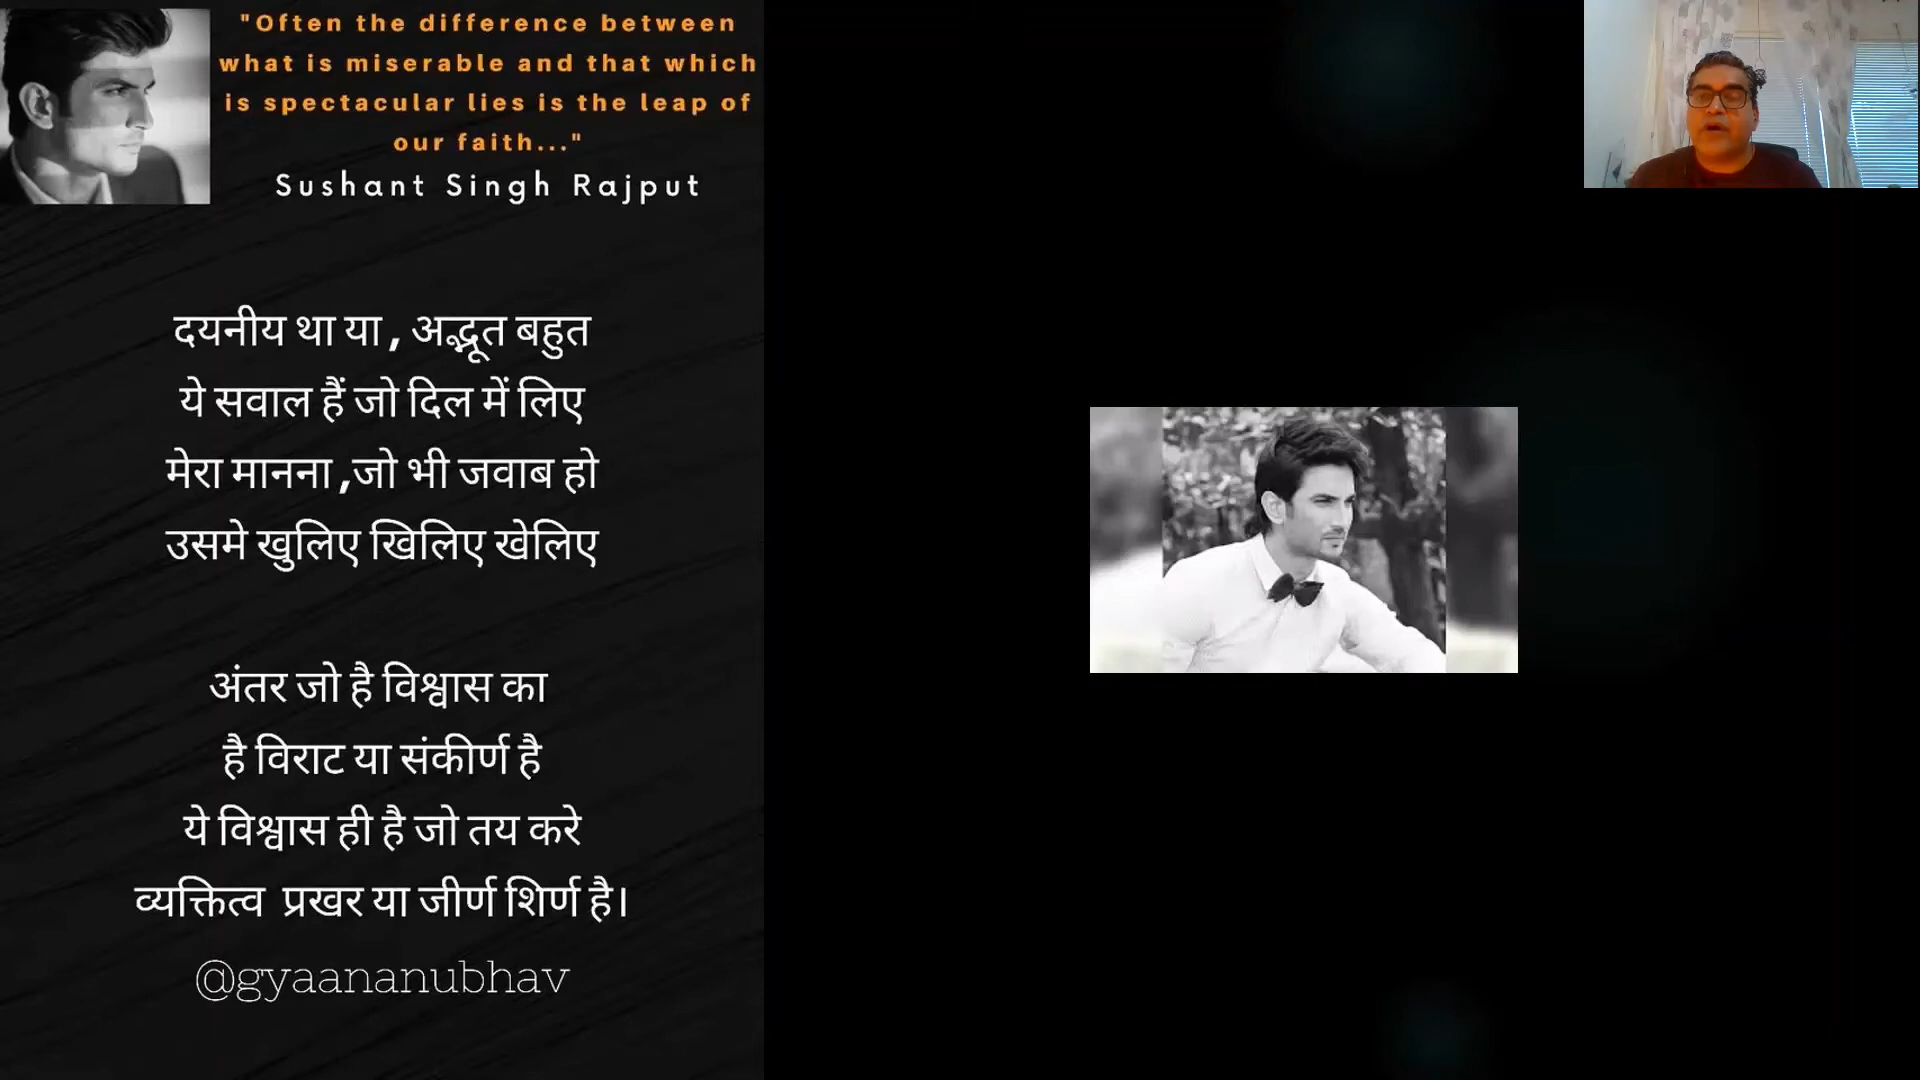 "Often the difference between
what is miserable and that which
is spectacular lies is the leap of
our faith..."
Sushant Singh Rajput
दयनीय था या , अद्भूत बहुत
ये सवाल हैं जो दिल में लिए
मेरा मानना ,जो भी जवाब हो
उसमे खुलिए खिलिए खेलिए
अंतर जो है विश्वास का
है विराट या संकीर्ण है
ये विश्वास ही है जो तय करे
व्यक्तित्व प्रखर या जीर्ण शिर्ण है।
@gyaananubhav